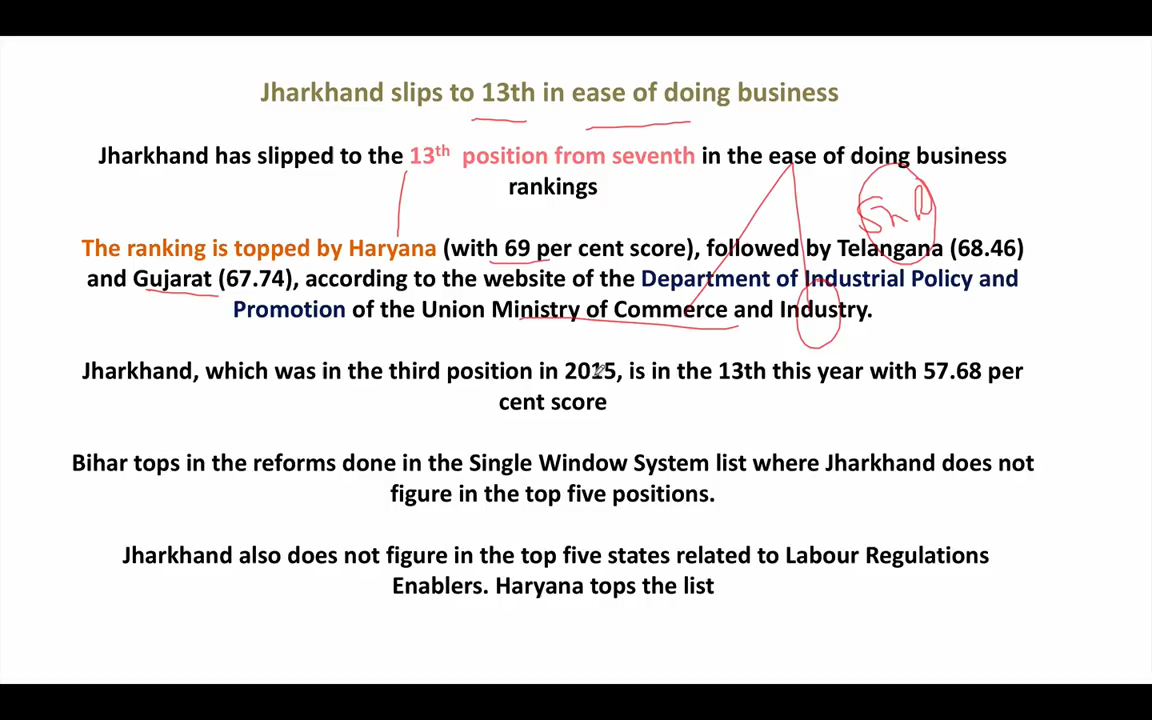 Jharkhand slips to 13th in ease of doing business
Jharkhand has slipped to the 13th position from seventh in the ease of doing business
rankings
The ranking is topped by Haryana (with 69 per cent score), followed by Telangana (68.46)
and Gujarat (67.74), according to the website of the Department of Industrial Policy and
Promotion of the Union Ministry of Commerce and Industry.
Jharkhand, which was in the third position in 2015, is in the 13th this year with 57.68 per
cent score
Bihar tops in the reforms done in the Single Window System list where Jharkhand does not
figure in the top five positions.
Jharkhand also does not figure in the top five states related to Labour Regulations
Enablers. Haryana tops the list